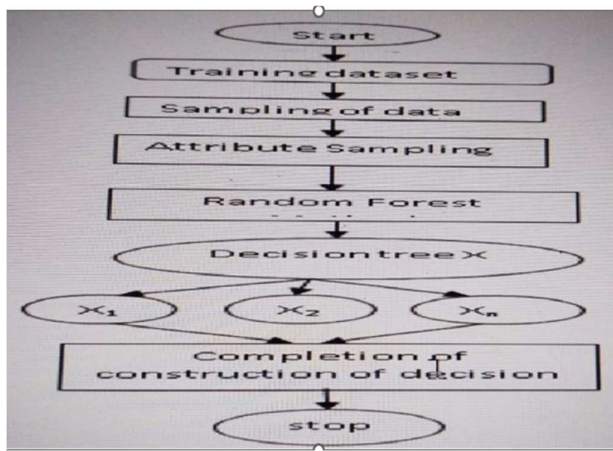 Start
Training dataset
Sampling of data
Attribute Sampling
Random Forest
Decision tree X
X₁
X₂
Xₙ
Completion of
construction of decision
stop